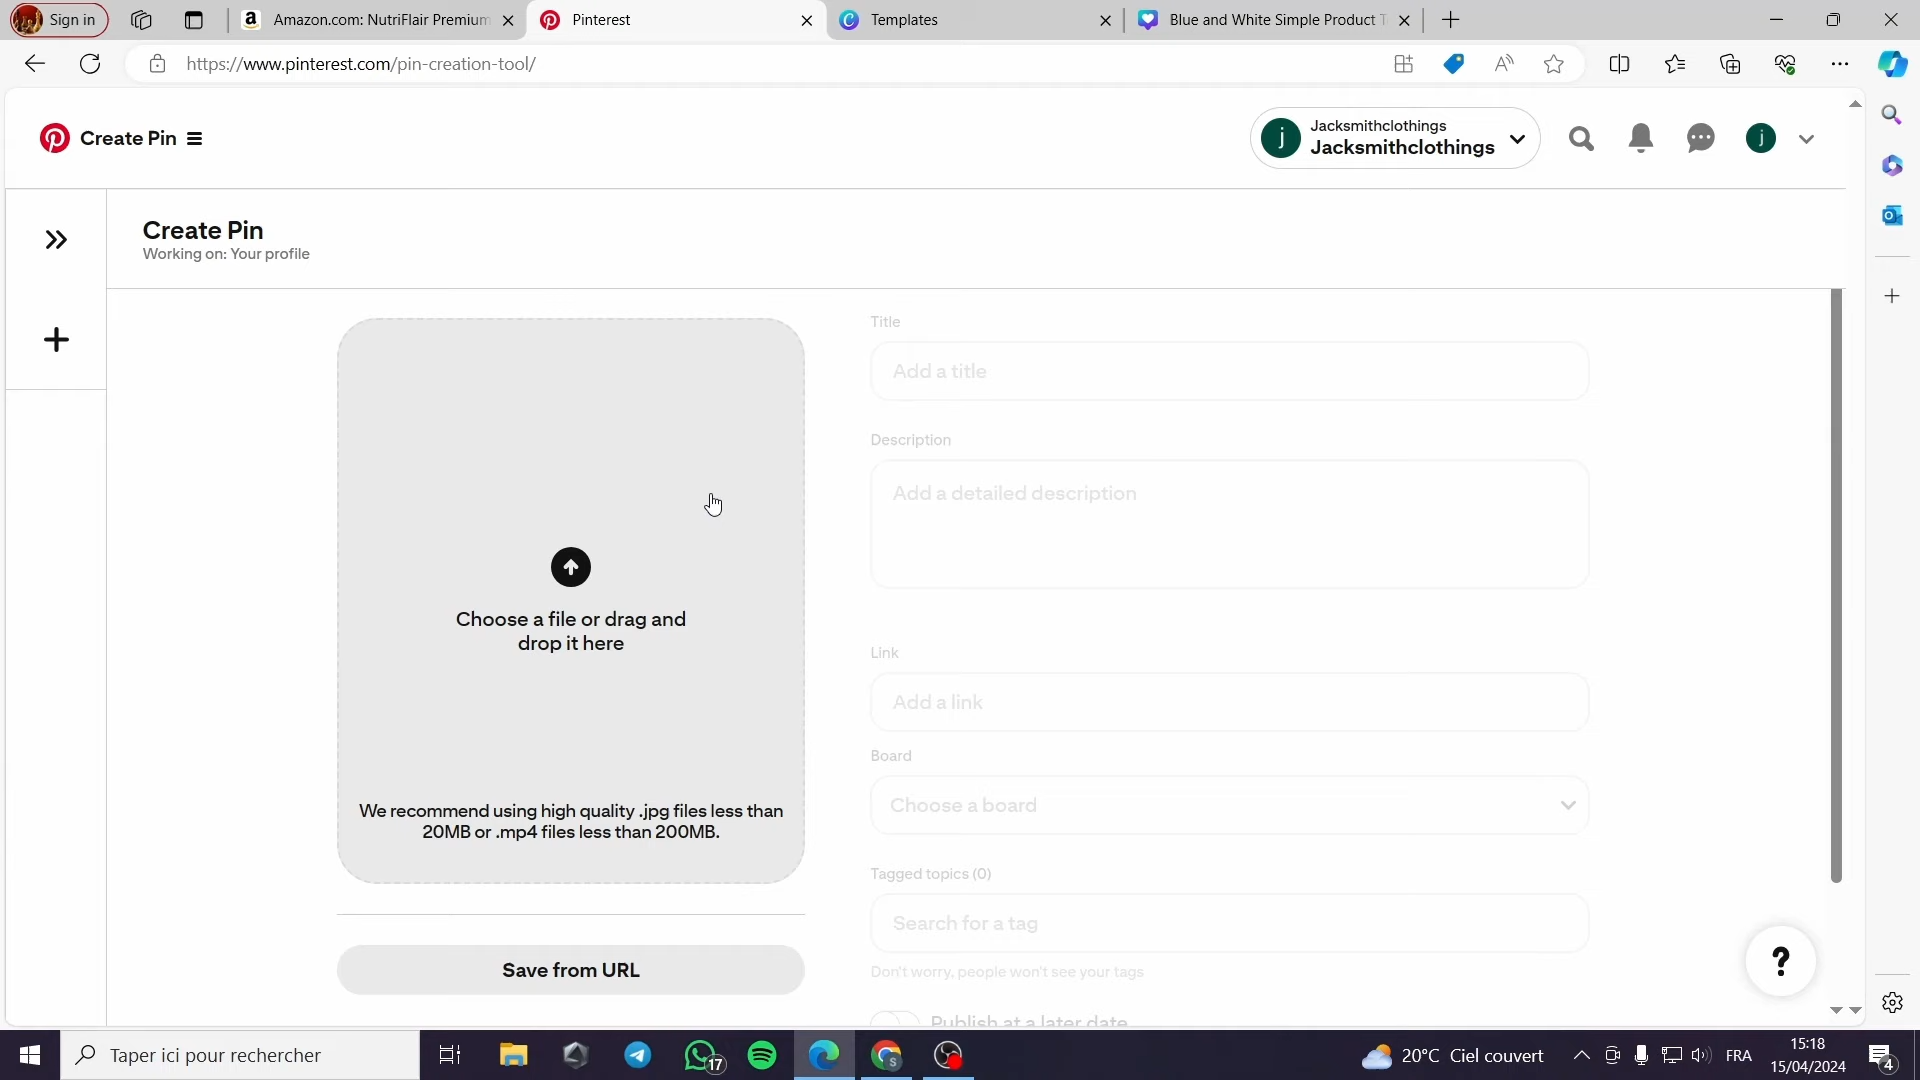 Sign in
Amazon.com: NutriFlair Premium
Pinterest
Templates
Blue and White Simple Product T
https://www.pinterest.com/pin-creation-tool/
Create Pin
Jacksmithclothings
j
Jacksmithclothings
j
Create Pin
Working on: Your profile
Title
Add a title
Description
Add a detailed description
Choose a file or drag and
drop it here
Link
Add a link
Board
Choose a board
We recommend using high quality .jpg files less than
20MB or .mp4 files less than 200MB.
Tagged topics (0)
Search for a tag
Don't worry, people won't see your tags
Save from URL
?
Publish at a later date
Taper ici pour rechercher
17
S
20°C Ciel couvert
FRA
15:18
15/04/2024
4